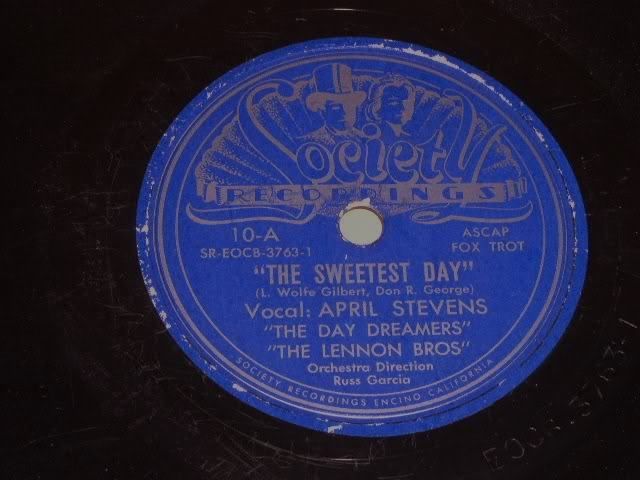 Society
RECORDINGS
10-A
SR-EOCB-3763-1
ASCAP
FOX TROT
"THE SWEETEST DAY"
(L. Wolfe Gilbert, Don R. George)
Vocal: APRIL STEVENS
"THE DAY DREAMERS"
"THE LENNON BROS"
Orchestra Direction
Russ Garcia
SOCIETY RECORDINGS ENCINO, CALIFORNIA